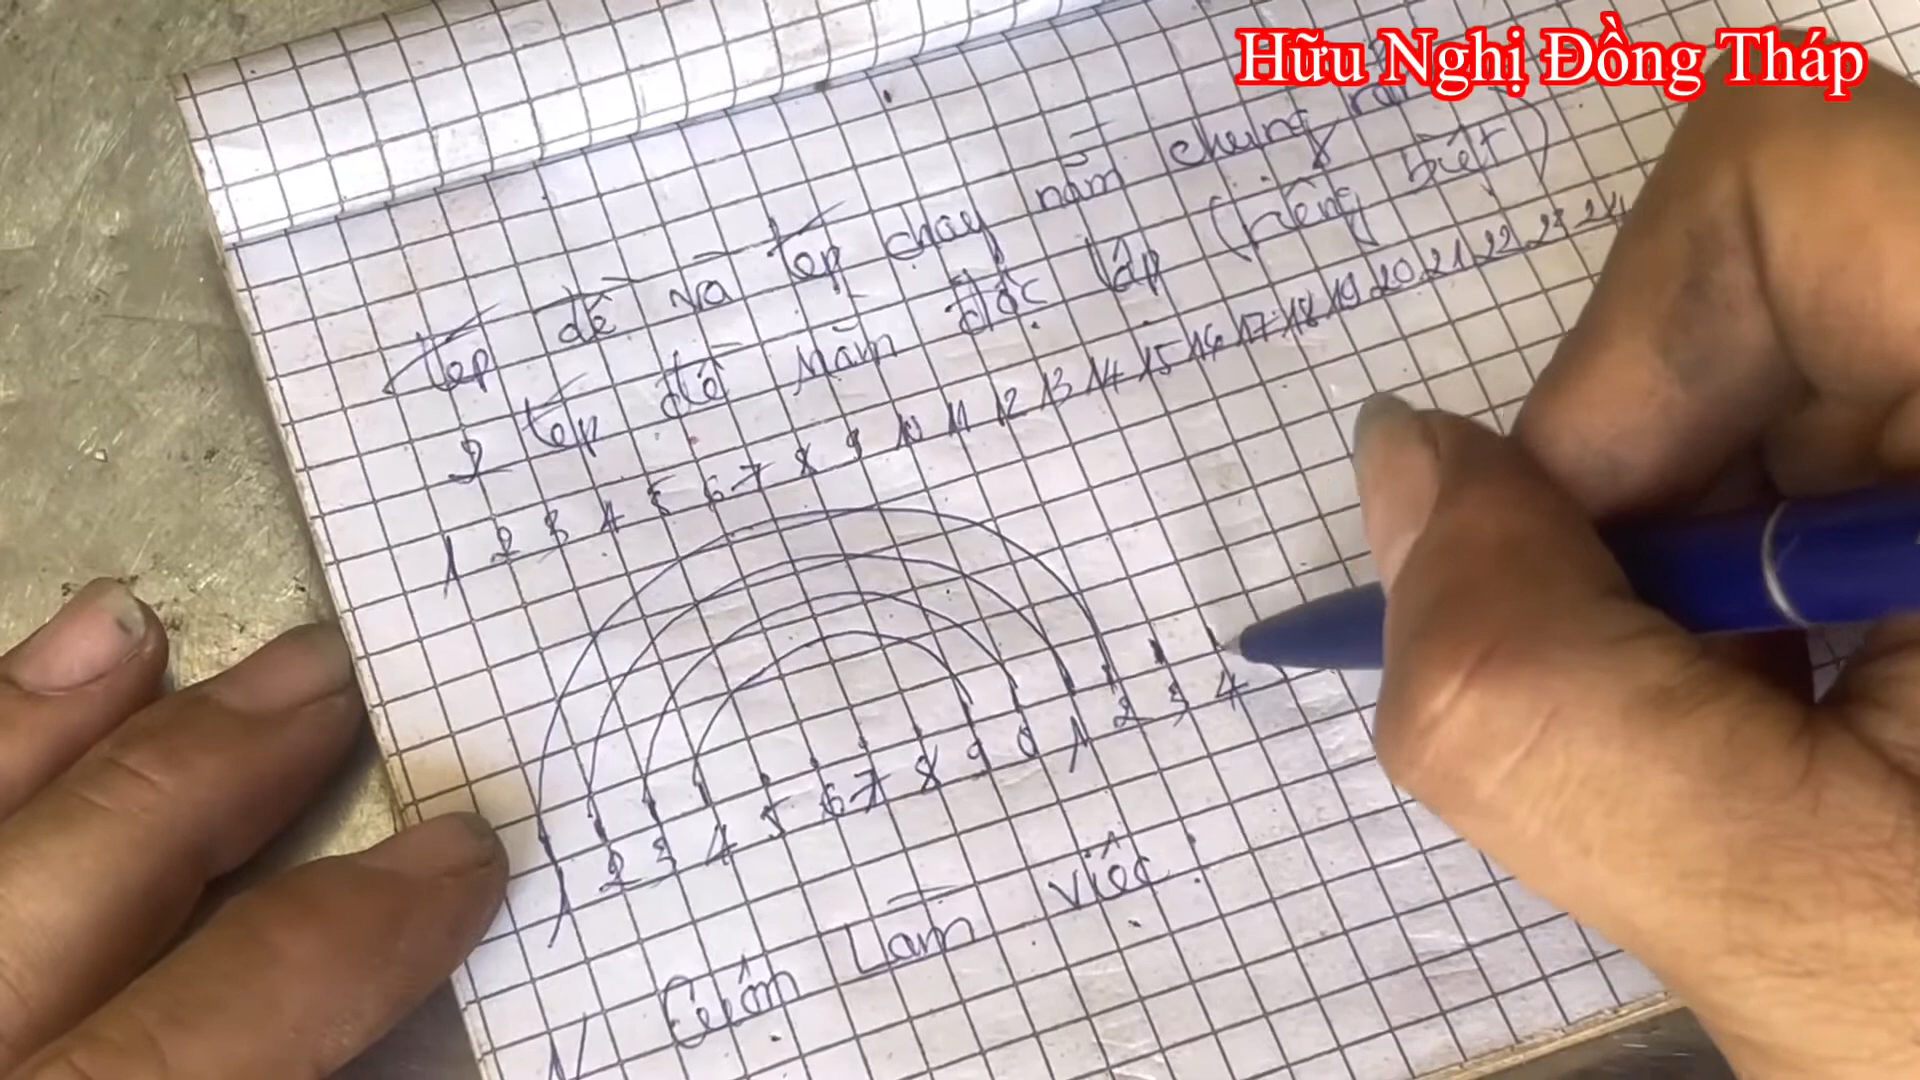 Hữu Nghị Đồng Tháp
tép đề và tép chạy nằm chung
2 tép đề nằm độc lập (riêng biệt)
1 2 3 4 5 6 7 8 9 10 11 12 13 14 15 16 17 18 19 20 21 22 23 24
1 2 3 4 5 6 7 8 9 0 1 2 3 4
1/ Cuộn Làm việc: